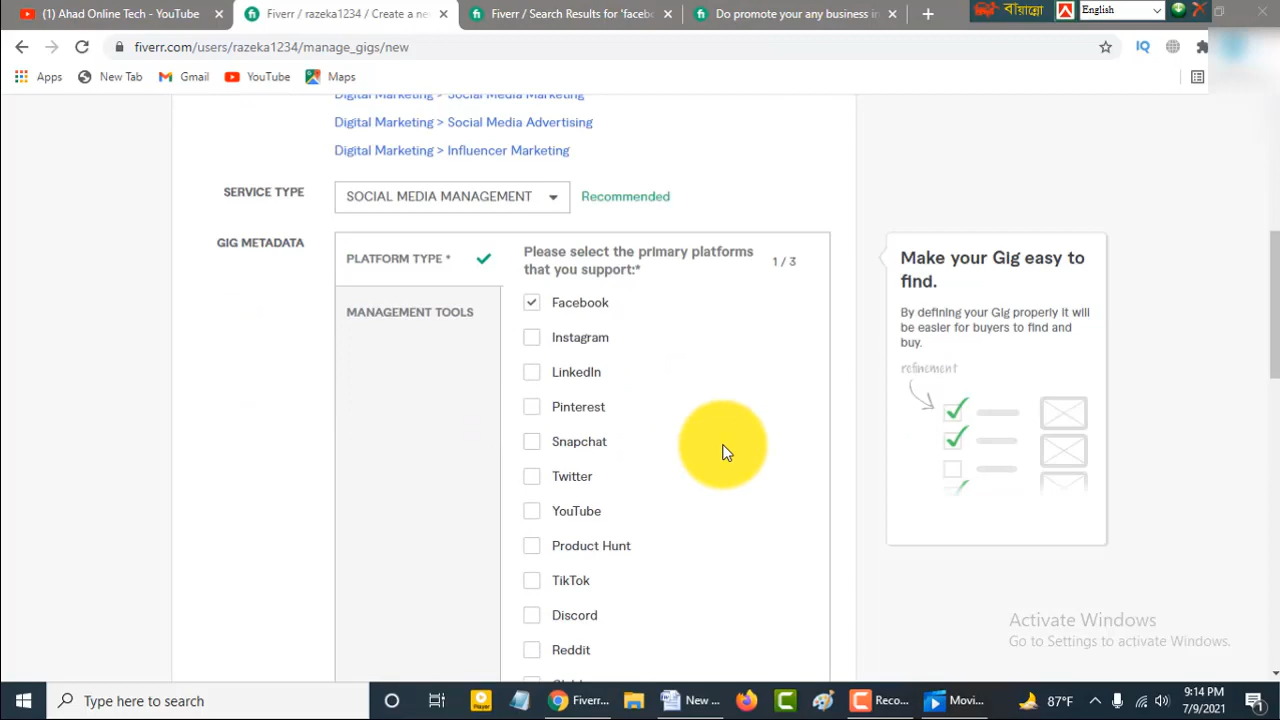 (1) Ahad Online Tech - YouTube
Fiverr / razeka1234 / Create a ne
Fiverr / Search Results for 'facebo
Do promote your any business in
English
fiverr.com/users/razeka1234/manage_gigs/new
IQ
Apps
New Tab
Gmail
YouTube
Maps
Digital Marketing > Social Media Marketing
Digital Marketing > Social Media Advertising
Digital Marketing > Influencer Marketing
SERVICE TYPE
SOCIAL MEDIA MANAGEMENT
Recommended
GIG METADATA
PLATFORM TYPE *
MANAGEMENT TOOLS
Please select the primary platforms
that you support:*
1 / 3
Facebook
Instagram
LinkedIn
Pinterest
Snapchat
Twitter
YouTube
Product Hunt
TikTok
Discord
Reddit
Make your Gig easy to
find.
By defining your Gig properly it will
be easier for buyers to find and
buy.
refinement
Activate Windows
Go to Settings to activate Windows.
Type here to search
Player
Fiverr...
New ...
Reco...
Movi...
87°F
9:14 PM
7/9/2021
1